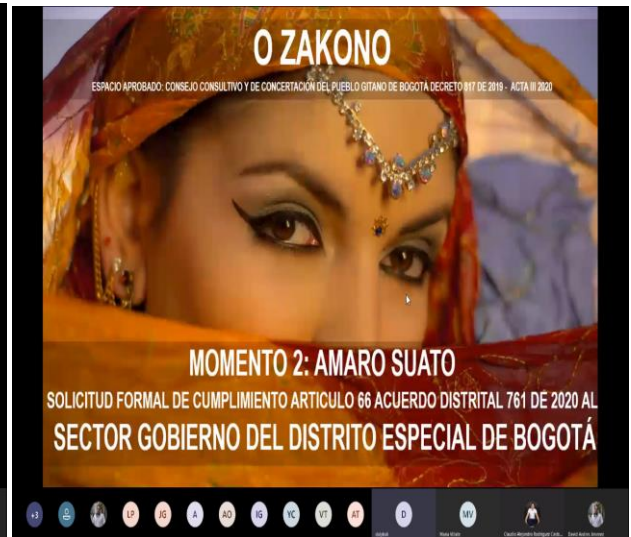 O ZAKONO
ESPACIO APROBADO: CONSEJO CONSULTIVO Y DE CONCERTACIÓN DEL PUEBLO GITANO DE BOGOTÁ DECRETO 817 DE 2019 - ACTA III 2020
MOMENTO 2: AMARO SUATO
SOLICITUD FORMAL DE CUMPLIMIENTO ARTICULO 66 ACUERDO DISTRITAL 761 DE 2020 AL
SECTOR GOBIERNO DEL DISTRITO ESPECIAL DE BOGOTÁ
+3 LP JG A AO IG YC VT AT D MV